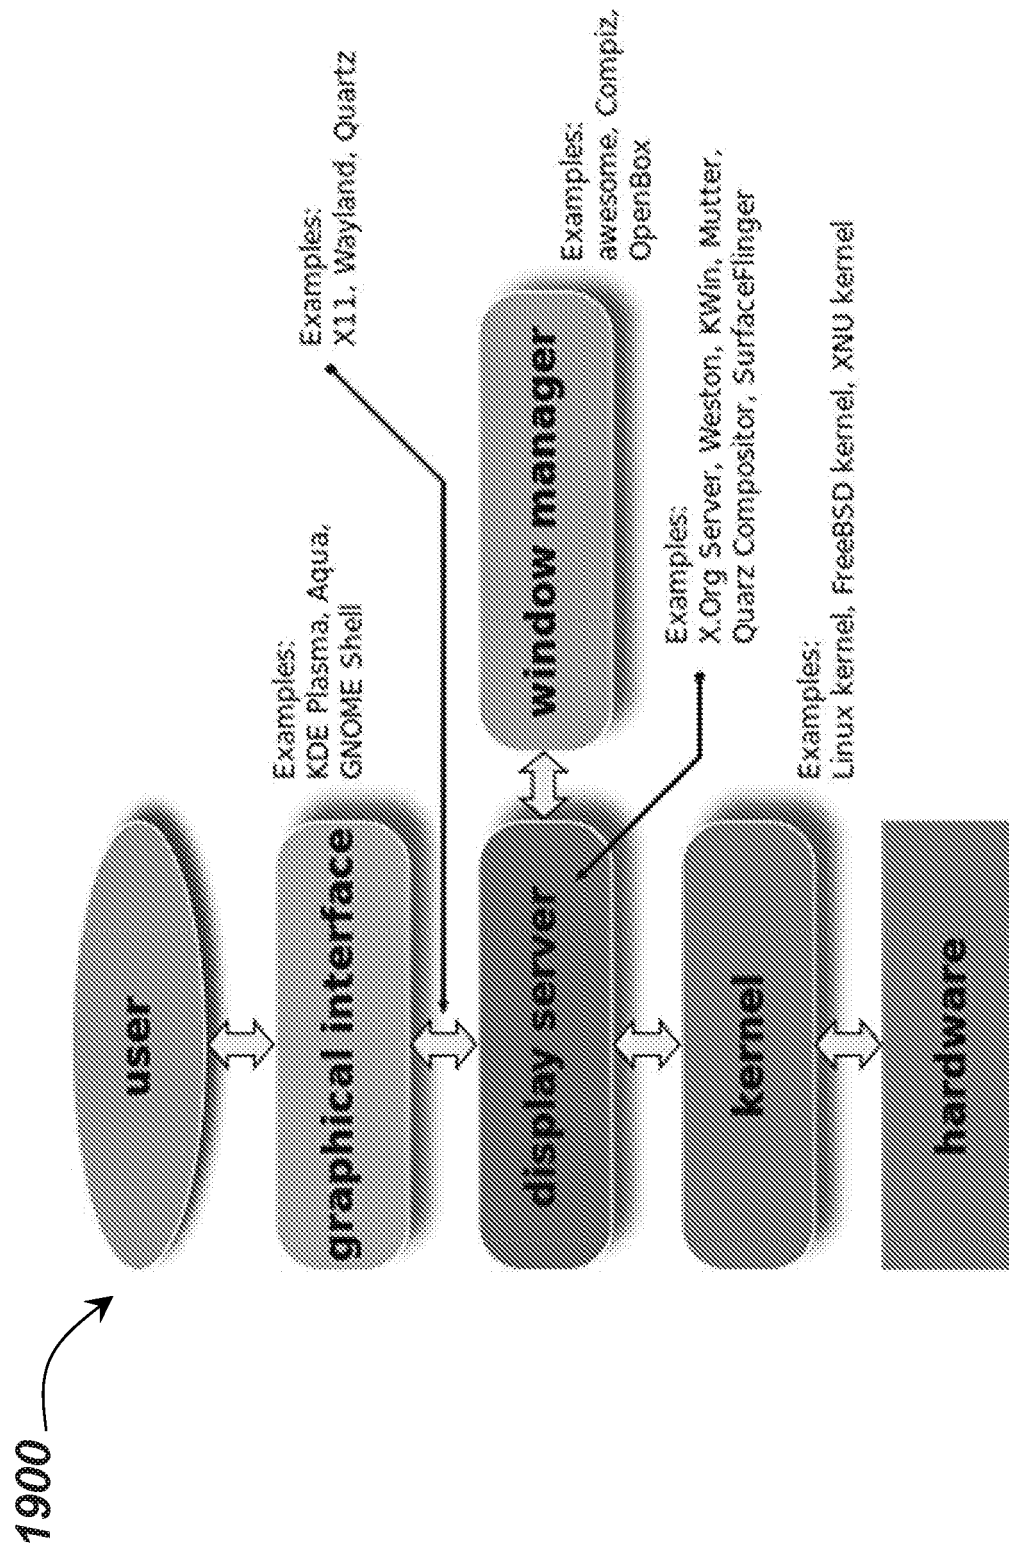 1900
user
graphical interface
Examples:
KDE Plasma, Aqua,
GNOME Shell
Examples:
X11, Wayland, Quartz
display server
window manager
Examples:
awesome, Compiz,
OpenBox
Examples:
X.Org Server, Weston, KWin, Mutter,
Quarz Compositor, SurfaceFlinger
kernel
Examples:
Linux kernel, FreeBSD kernel, XNU kernel
hardware